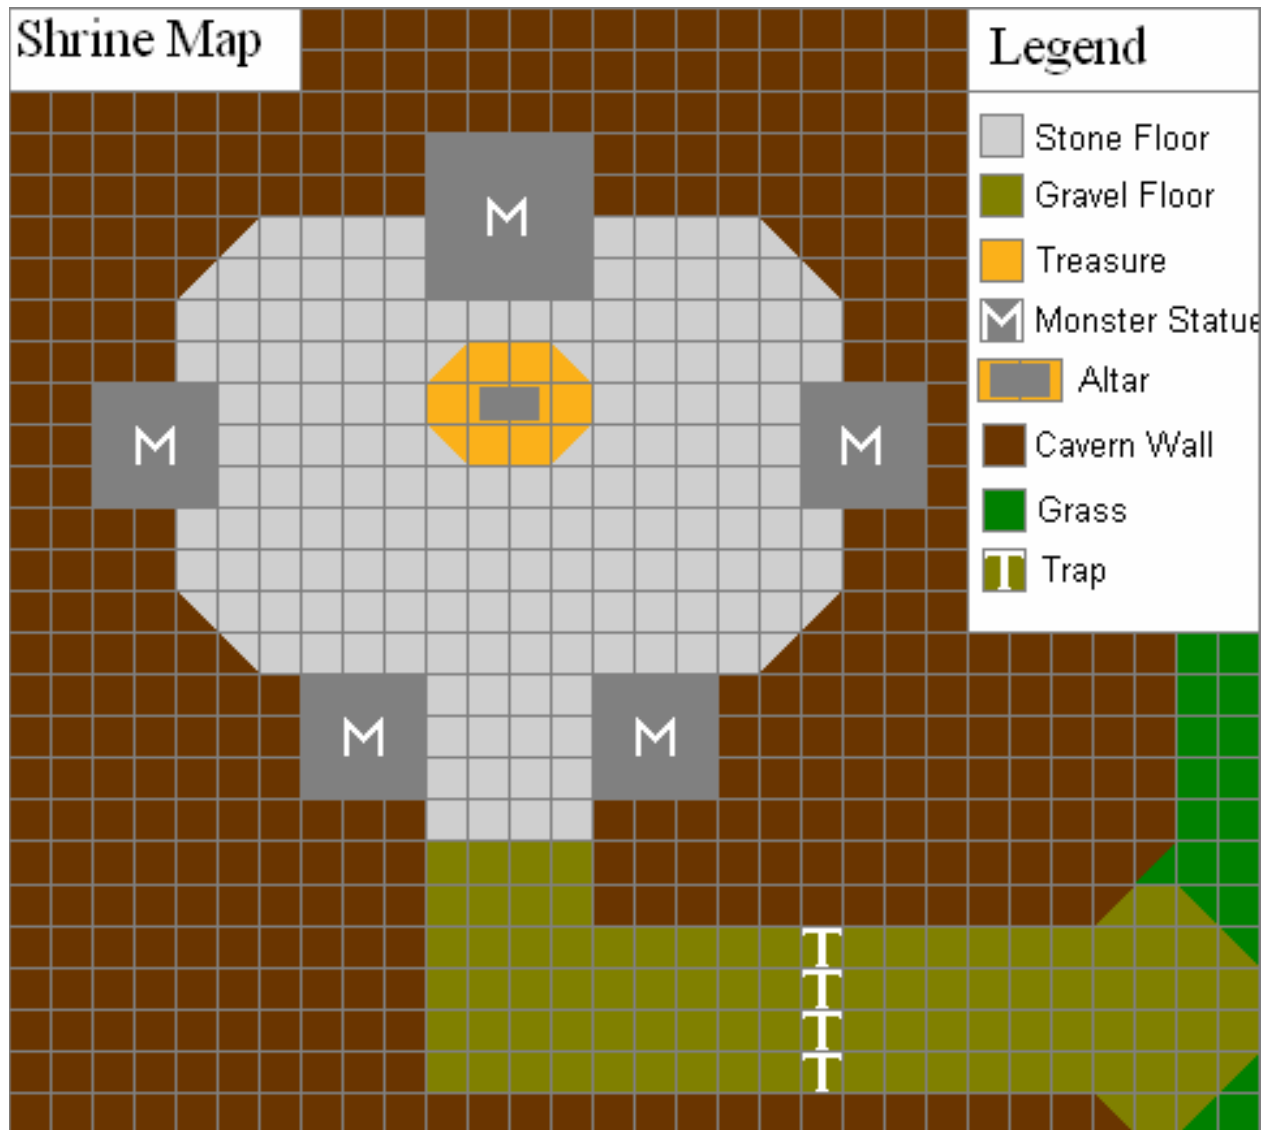 Shrine Map
Legend
Stone Floor
Gravel Floor
Treasure
M Monster Statue
Altar
Cavern Wall
Grass
T Trap
M
M
M
M
M
T
T
T
T